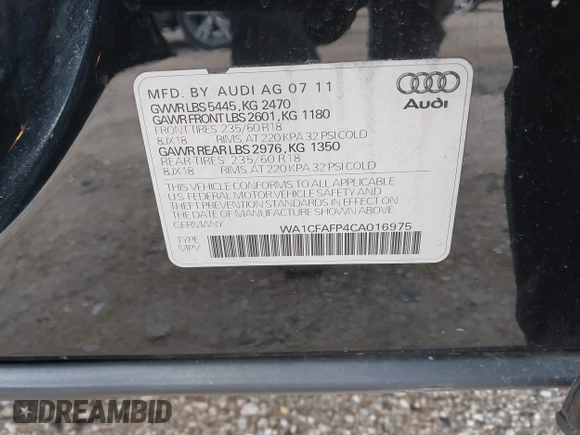 MFD. BY AUDI AG 07 11
GWWR LBS 5445, KG 2470
GAWR FRONT LBS 2601, KG 1180
FRONT TIRES 235/60 R18
8JX18 RIMS, AT 220 KPA 32 PSI COLD
GAWR REAR LBS 2976, KG 1350
REAR TIRES 235/60 R18
8JX18 RIMS, AT 220 KPA 32 PSI COLD
THIS VEHICLE CONFORMS TO ALL APPLICABLE
U.S. FEDERAL MOTOR VEHICLE SAFETY AND
THEFT PREVENTION STANDARDS IN EFFECT ON
THE DATE OF MANUFACTURE SHOWN ABOVE
GERMANY WA1CFAFP4CA016975
TYPE:
MPV
Audi
DREAMBID